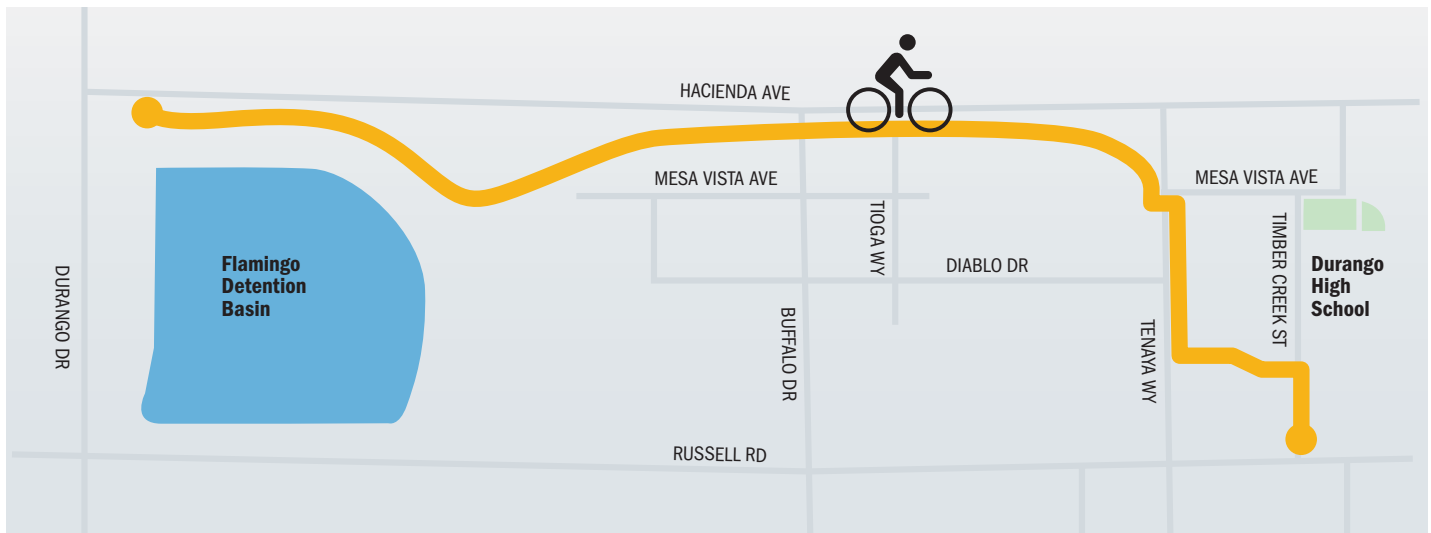 HACIENDA AVE
MESA VISTA AVE
MESA VISTA AVE
TIOGA WY
TIMBER CREEK ST
Flamingo
Detention
Basin
DIABLO DR
Durango
High
School
DURANGO DR
BUFFALO DR
TENAYA WY
RUSSELL RD